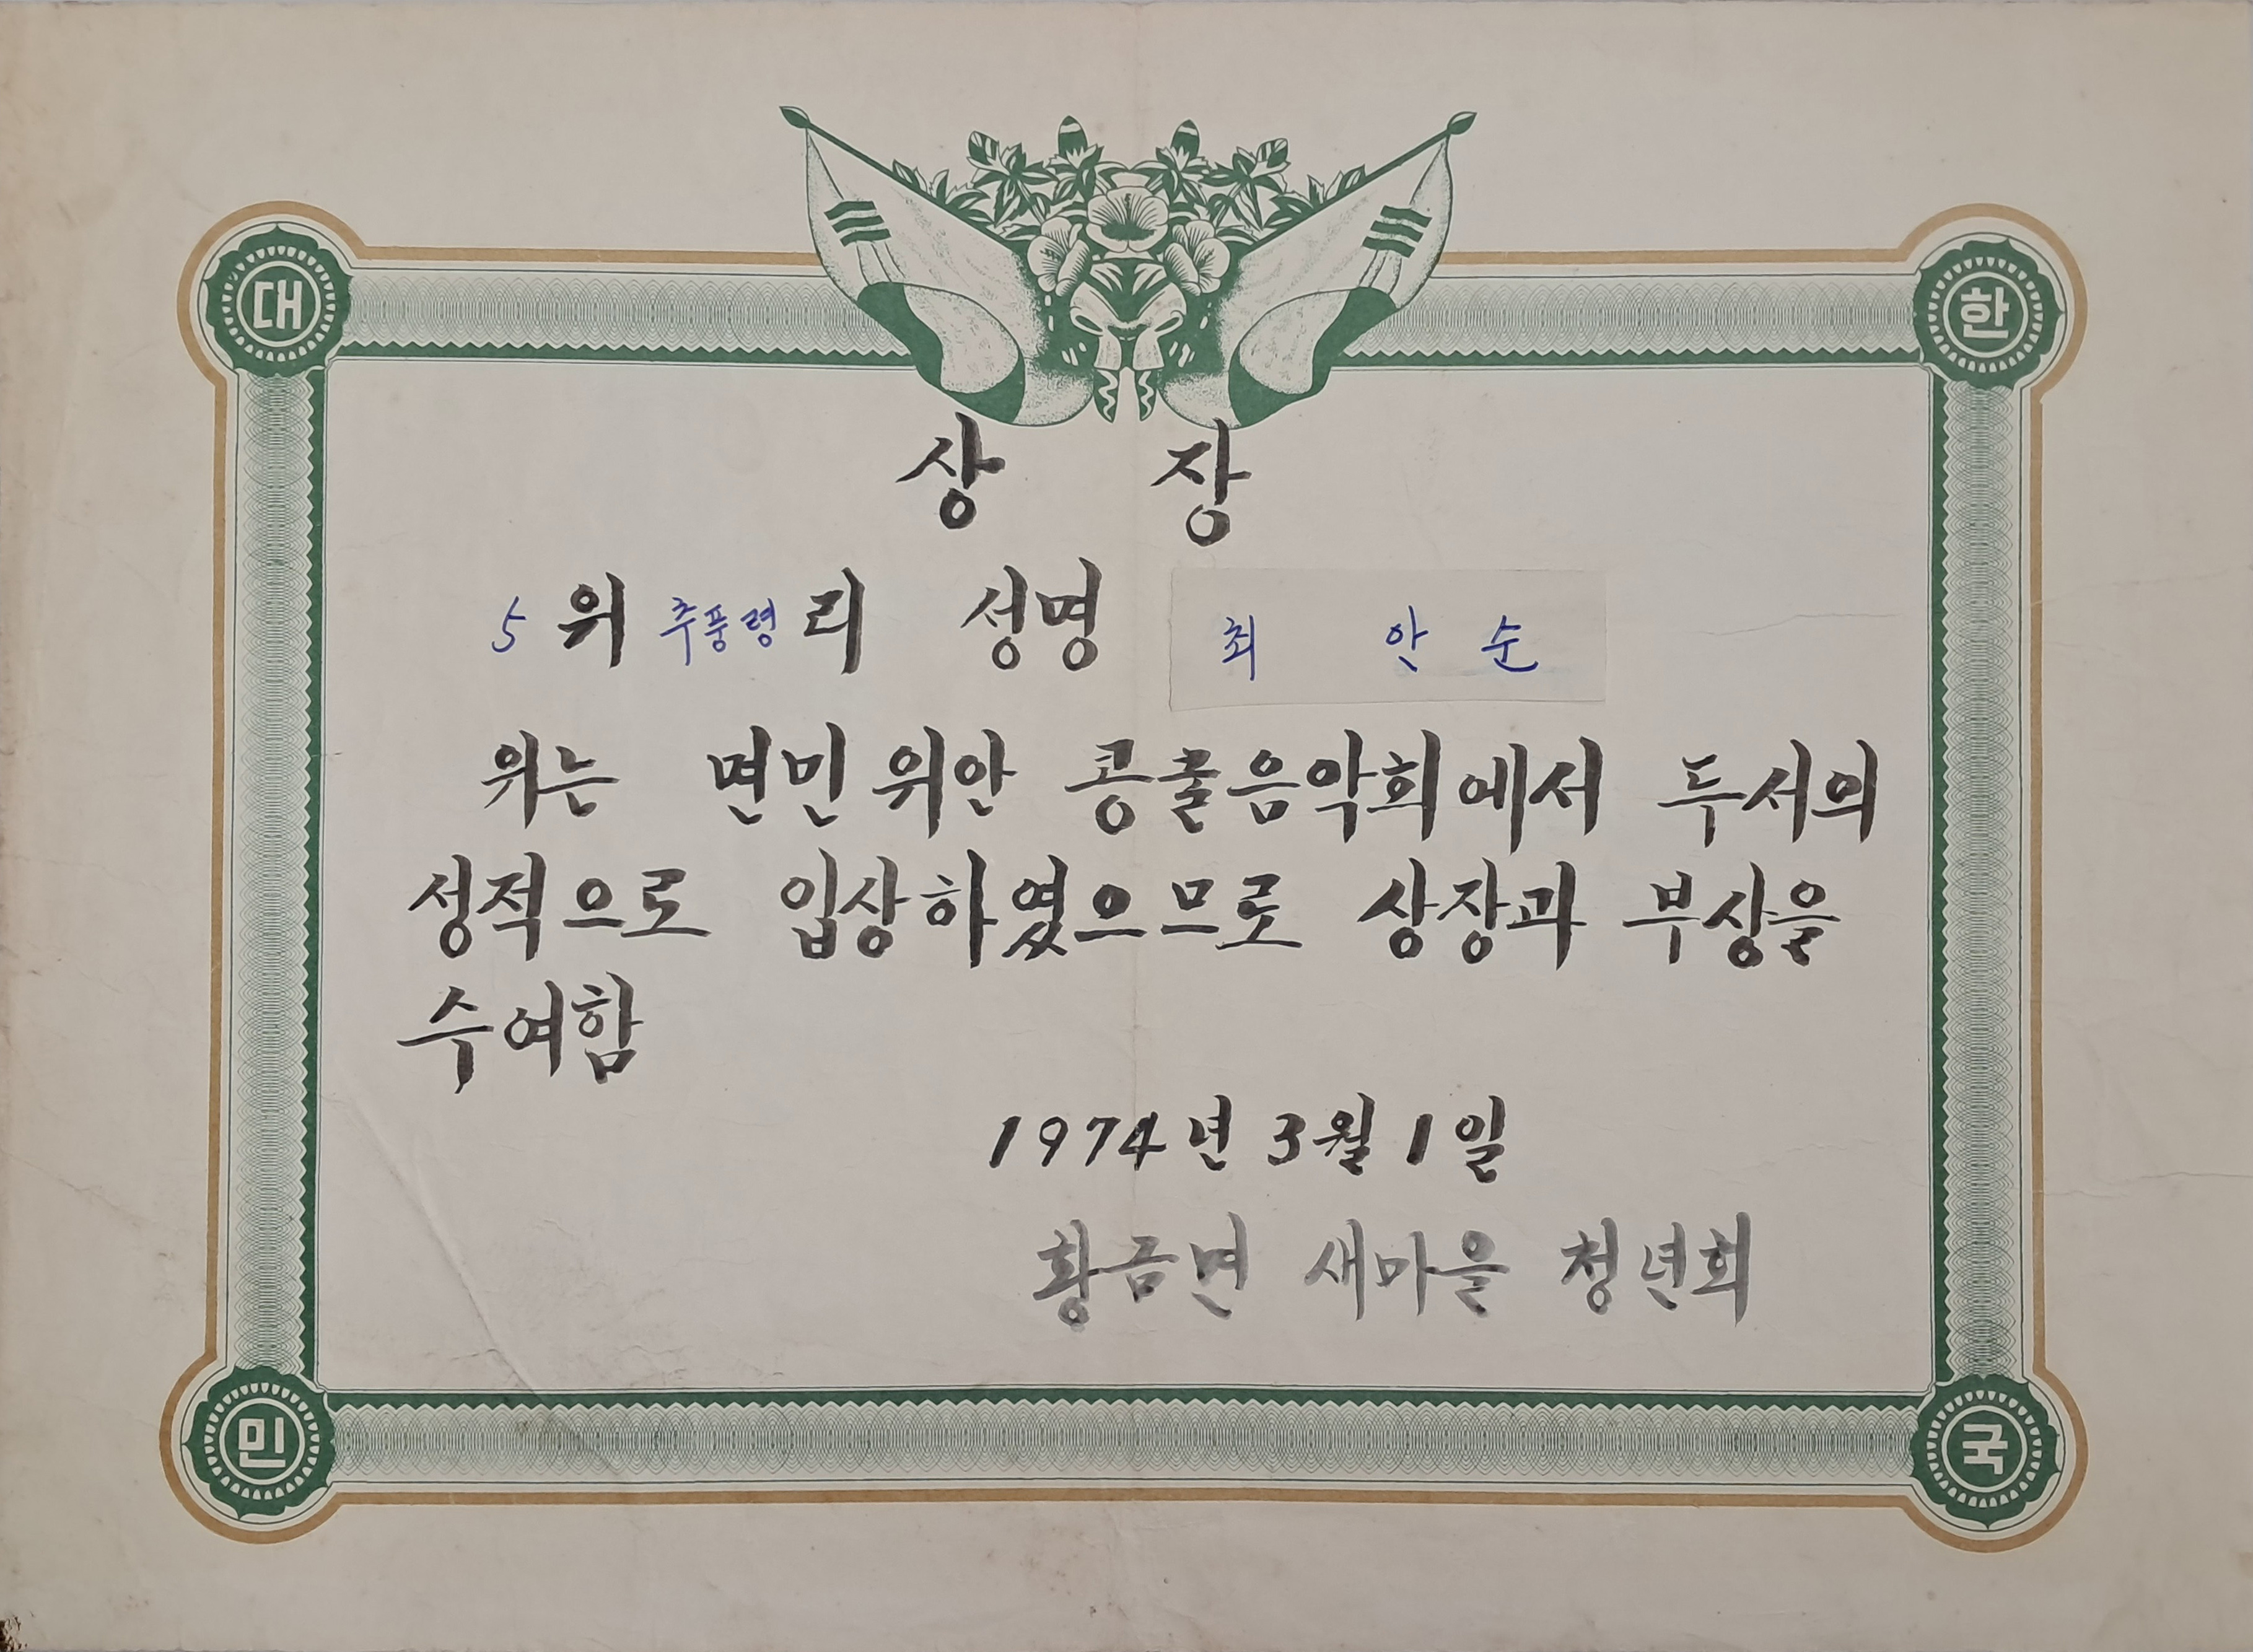 대 한
상 장
5 위 추풍령 리 성명 최 안 순
위는 면민 위안 콩쿨음악회에서 두서의
성적으로 입상하였으므로 상장과 부상을
수여함
1974년 3월 1일
황금면 새마을 청년회
민 국